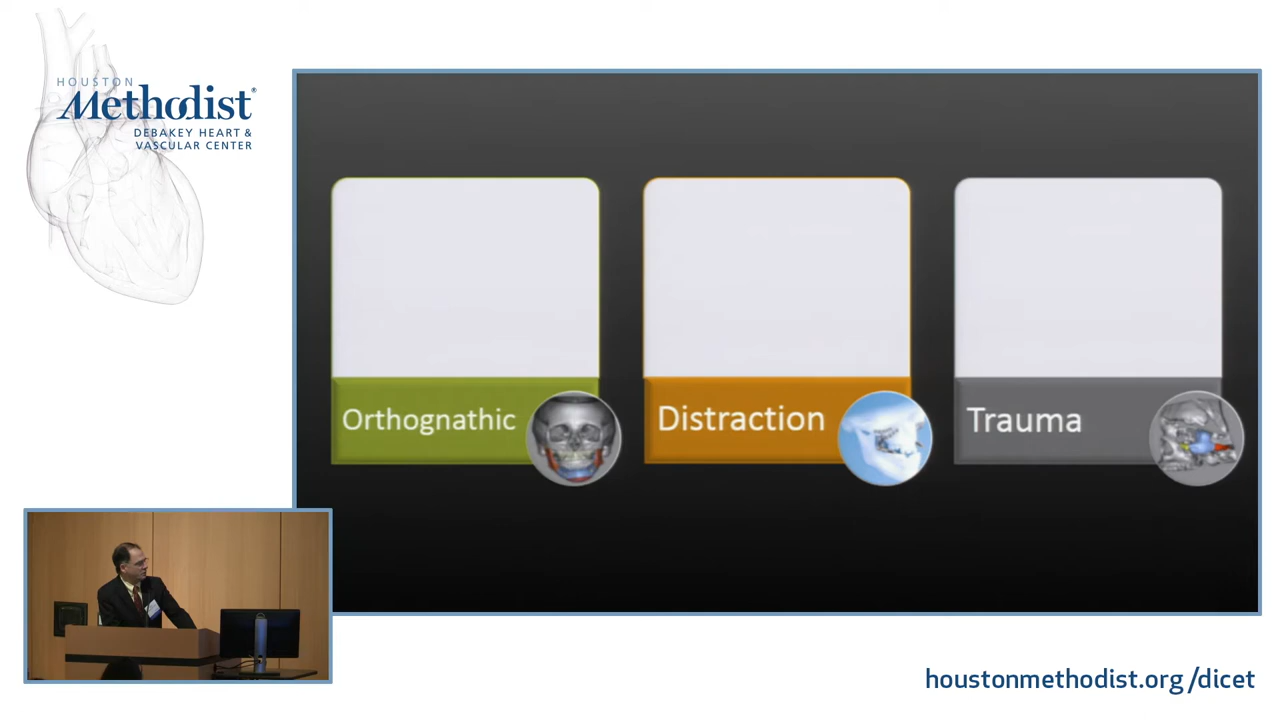 HOUSTON
Methodist®
DEBAKEY HEART &
VASCULAR CENTER
Orthognathic
Distraction
Trauma
houstonmethodist.org/dicet